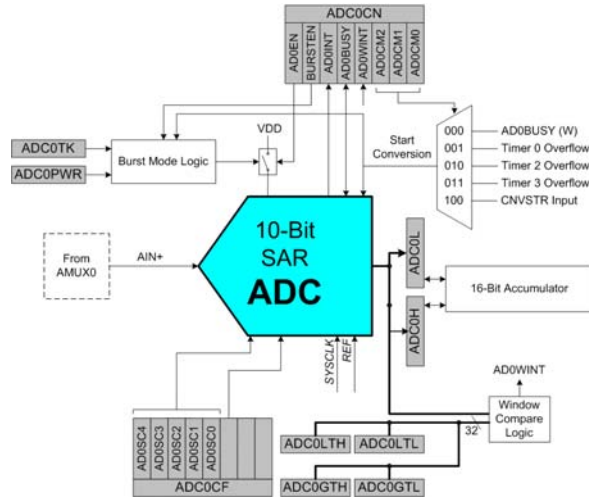 ADC0CN
AD0EN
BURSTEN
AD0INT
AD0BUSY
AD0WINT
AD0CM2
AD0CM1
AD0CM0
VDD
Start
Conversion
000
001
010
011
100
AD0BUSY (W)
Timer 0 Overflow
Timer 2 Overflow
Timer 3 Overflow
CNVSTR Input
ADC0TK
ADC0PWR
Burst Mode Logic
From
AMUX0
AIN+
10-Bit
SAR
ADC
ADC0L
ADC0H
16-Bit Accumulator
SYSCLK
REF
AD0WINT
Window
Compare
Logic
32
AD0SC4
AD0SC3
AD0SC2
AD0SC1
AD0SC0
ADC0CF
ADC0LTH
ADC0LTL
ADC0GTH
ADC0GTL